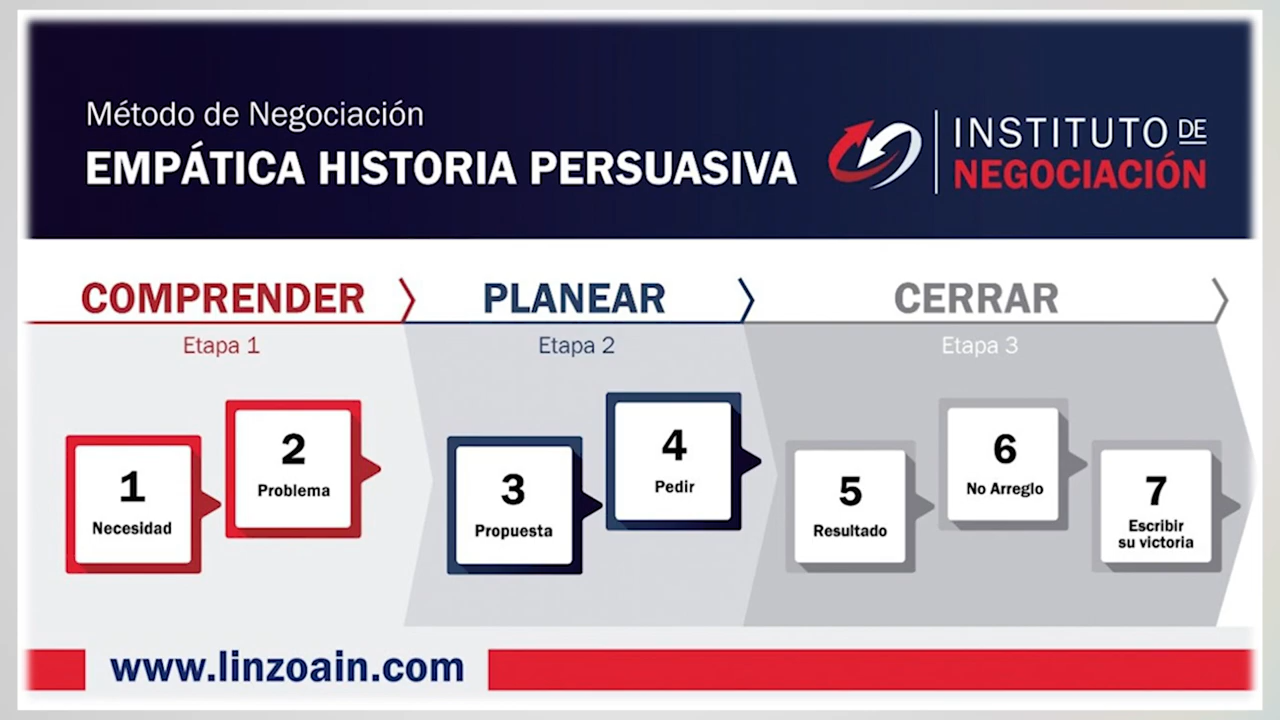 Método de Negociación
EMPÁTICA HISTORIA PERSUASIVA
INSTITUTO DE
NEGOCIACIÓN
COMPRENDER
Etapa 1
PLANEAR
Etapa 2
CERRAR
Etapa 3
1
Necesidad
2
Problema
3
Propuesta
4
Pedir
5
Resultado
6
No Arreglo
7
Escribir
su victoria
www.linzoain.com